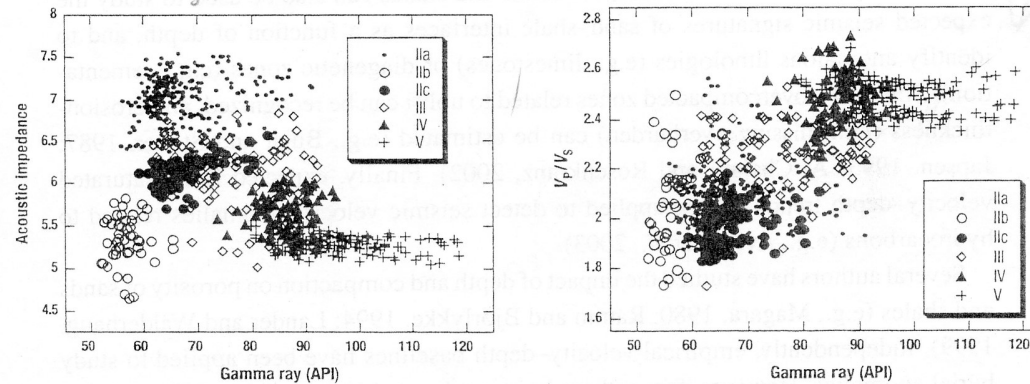 8
7.5
7
6.5
6
5.5
5
4.5
Acoustic Impedance
IIa
IIb
IIc
III
IV
V
50 60 70 80 90 100 110 120
Gamma ray (API)
2.8
2.6
2.4
2.2
2
1.8
1.6
VP/VS
IIa
IIb
IIc
III
IV
V
50 60 70 80 90 100 110 120
Gamma ray (API)